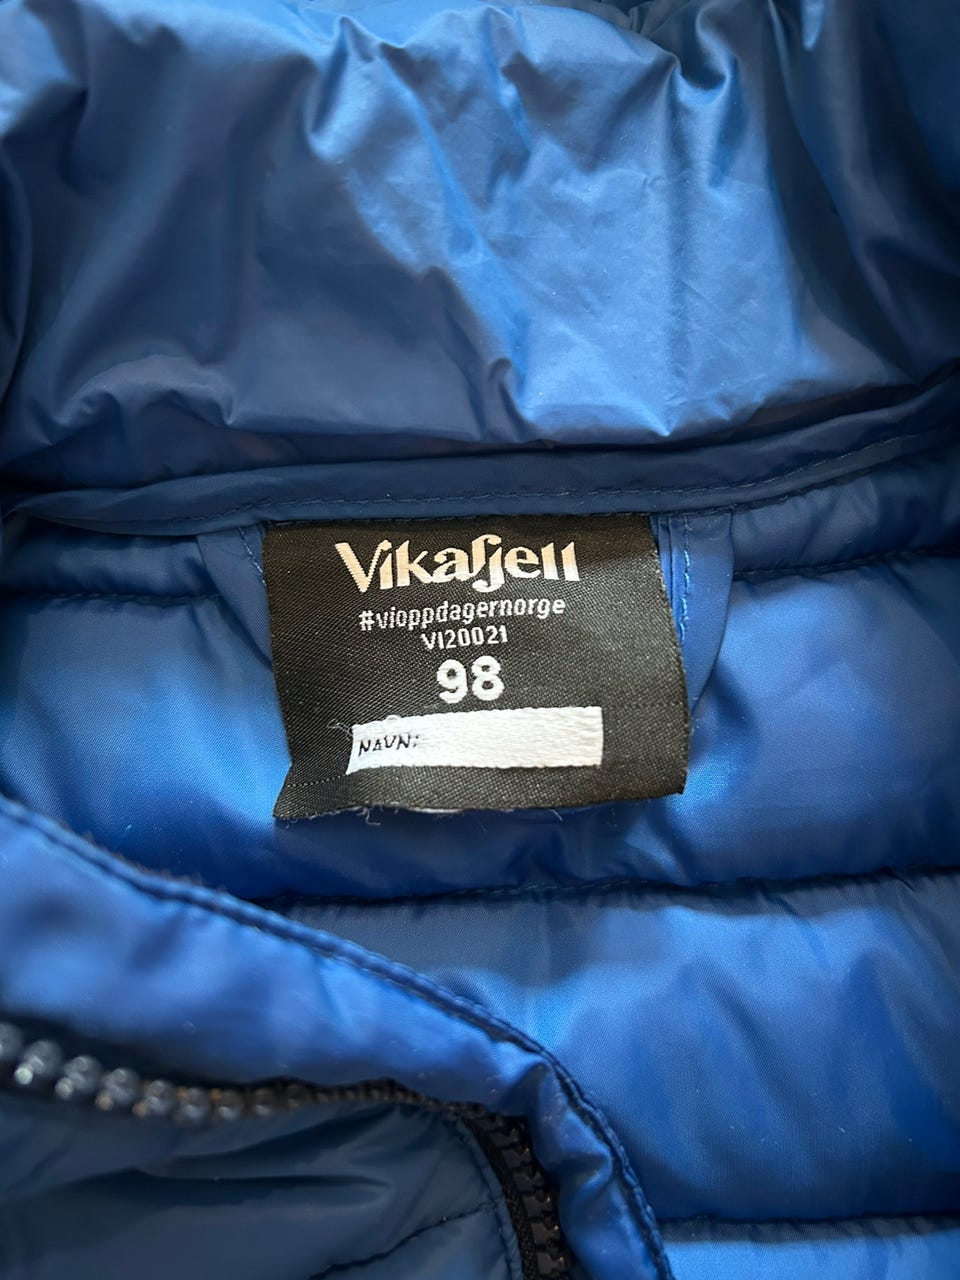 Vikafjell
#vioppdagernorge
VI20021
98
NAVN: